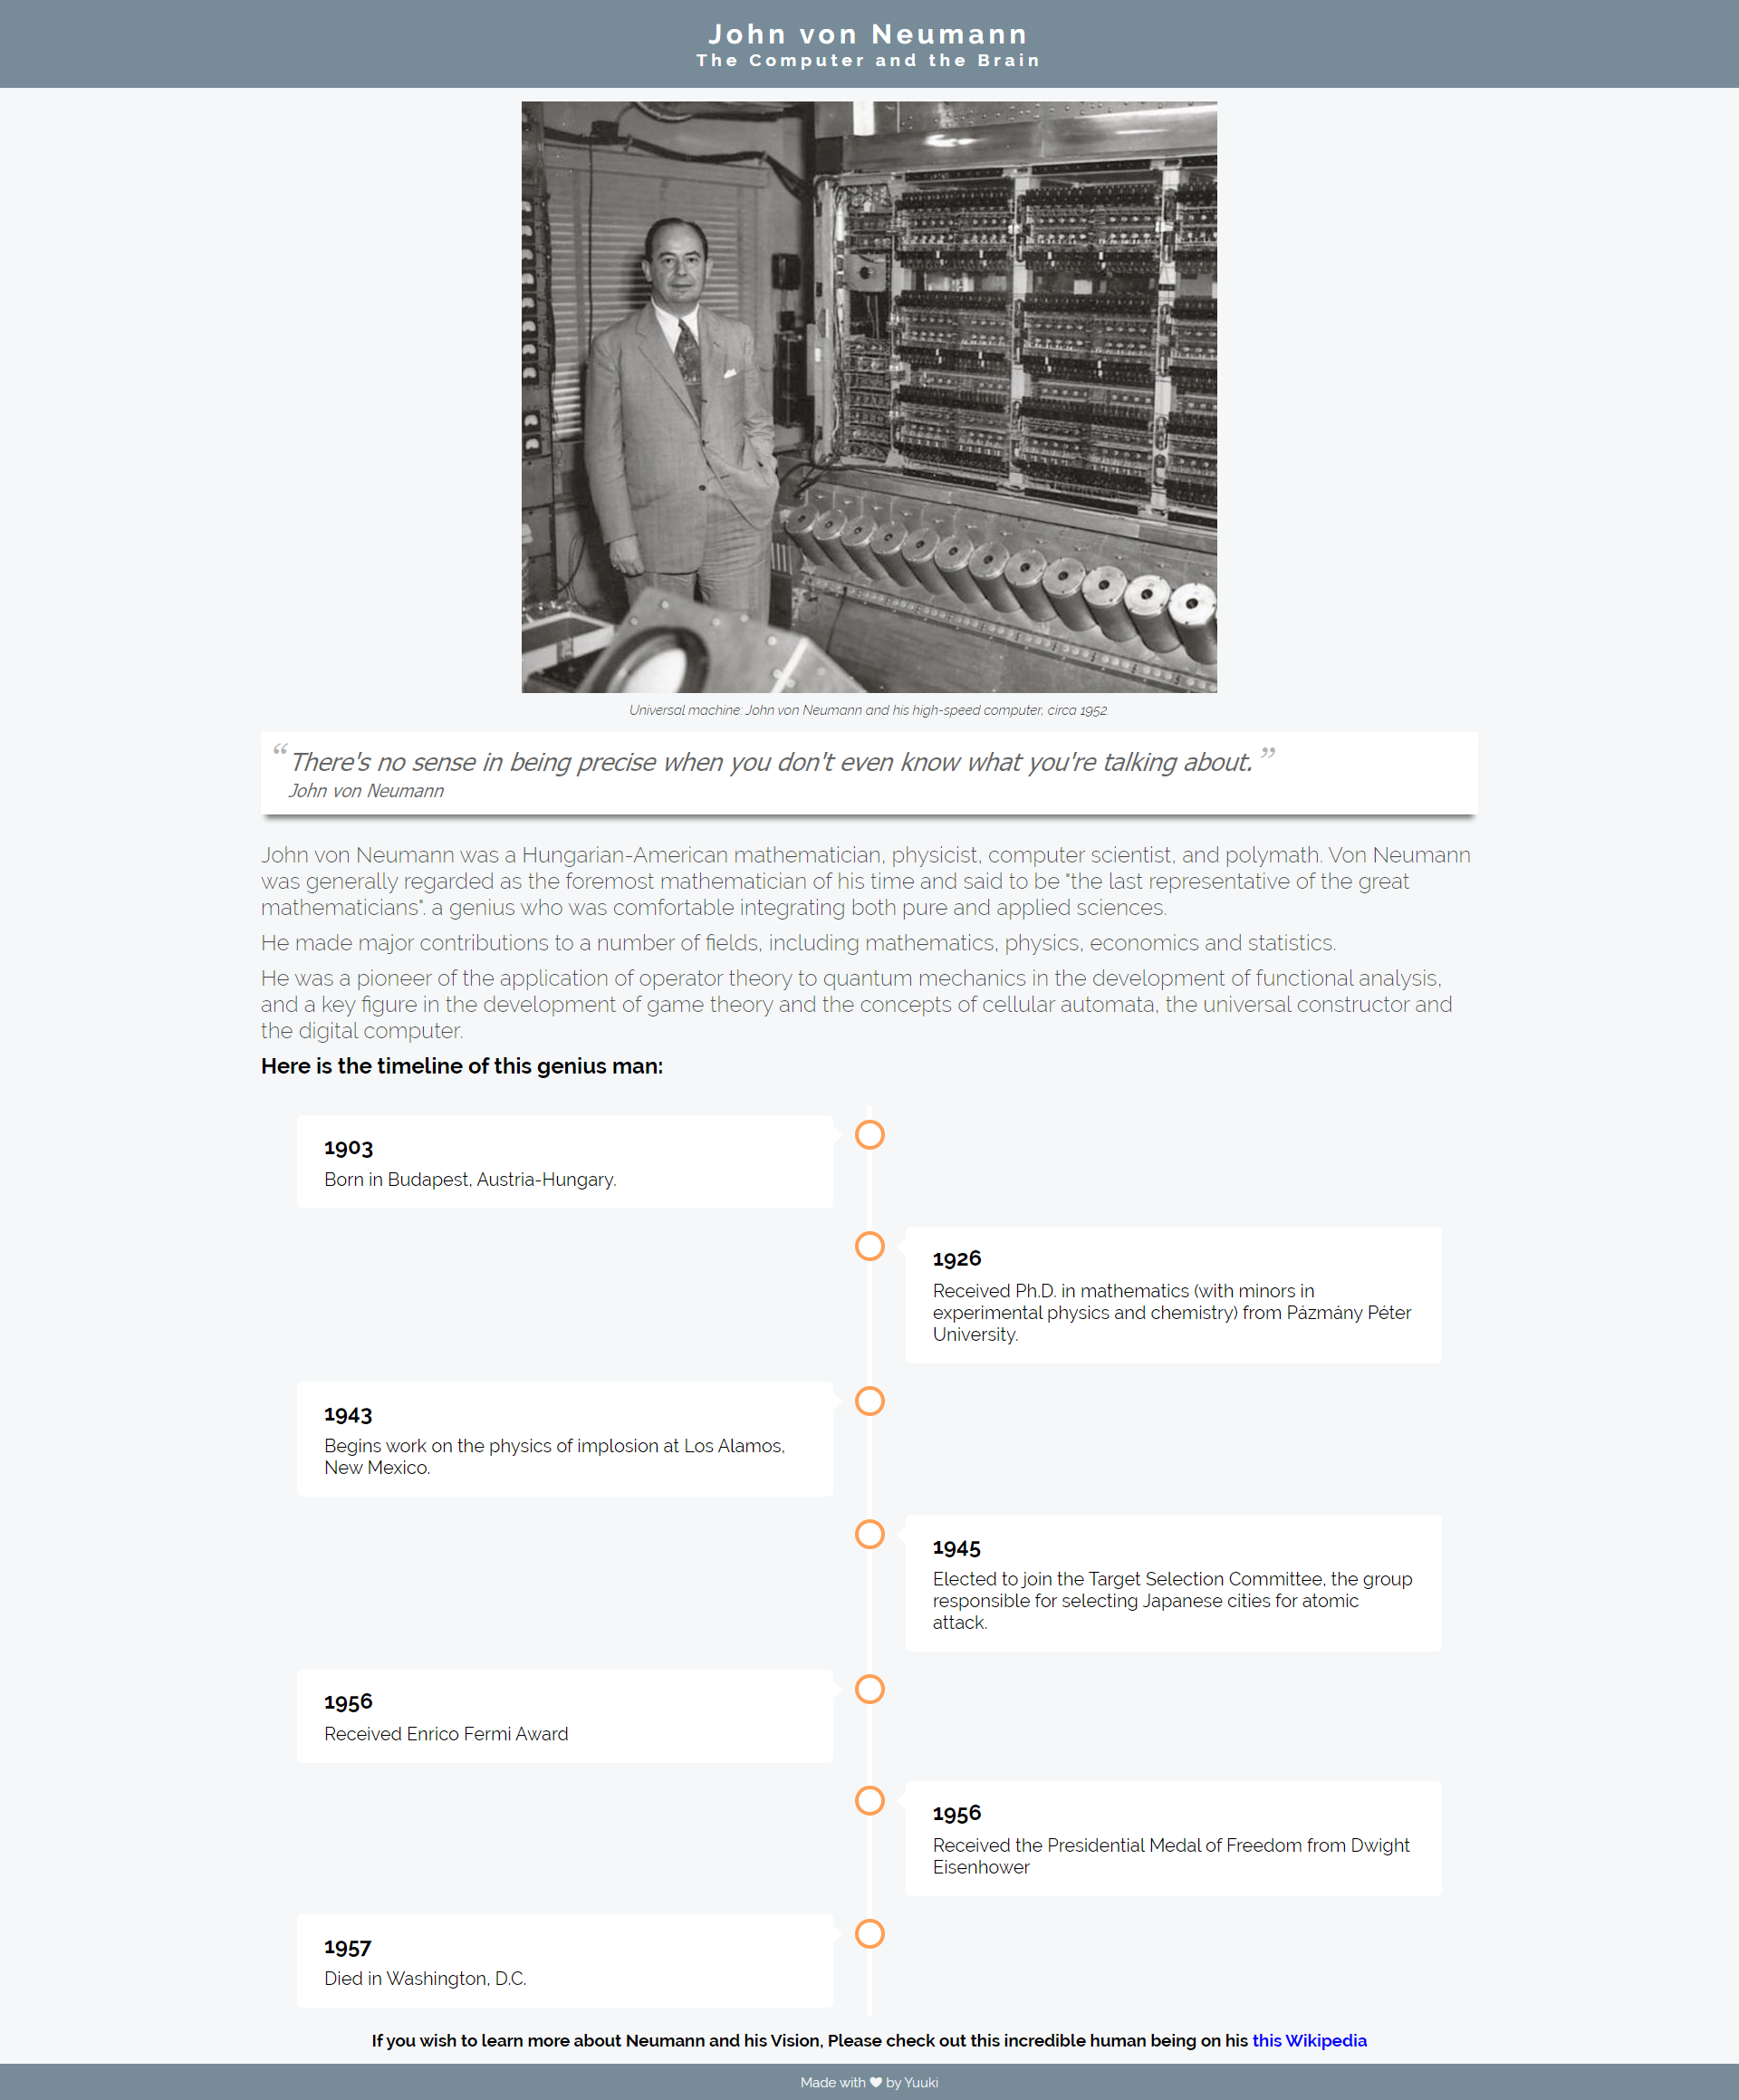 John von Neumann
The Computer and the Brain
Universal machine: John von Neumann and his high-speed computer, circa 1952.
“There's no sense in being precise when you don't even know what you're talking about.”
John von Neumann
John von Neumann was a Hungarian-American mathematician, physicist, computer scientist, and polymath. Von Neumann
was generally regarded as the foremost mathematician of his time and said to be "the last representative of the great
mathematicians". a genius who was comfortable integrating both pure and applied sciences.
He made major contributions to a number of fields, including mathematics, physics, economics and statistics.
He was a pioneer of the application of operator theory to quantum mechanics in the development of functional analysis,
and a key figure in the development of game theory and the concepts of cellular automata, the universal constructor and
the digital computer.
Here is the timeline of this genius man:
1903
Born in Budapest, Austria-Hungary.
1926
Received Ph.D. in mathematics (with minors in
experimental physics and chemistry) from Pázmány Péter
University.
1943
Begins work on the physics of implosion at Los Alamos,
New Mexico.
1945
Elected to join the Target Selection Committee, the group
responsible for selecting Japanese cities for atomic
attack.
1956
Received Enrico Fermi Award
1956
Received the Presidential Medal of Freedom from Dwight
Eisenhower
1957
Died in Washington, D.C.
If you wish to learn more about Neumann and his Vision, Please check out this incredible human being on his this Wikipedia
Made with ♥ by Yuuki